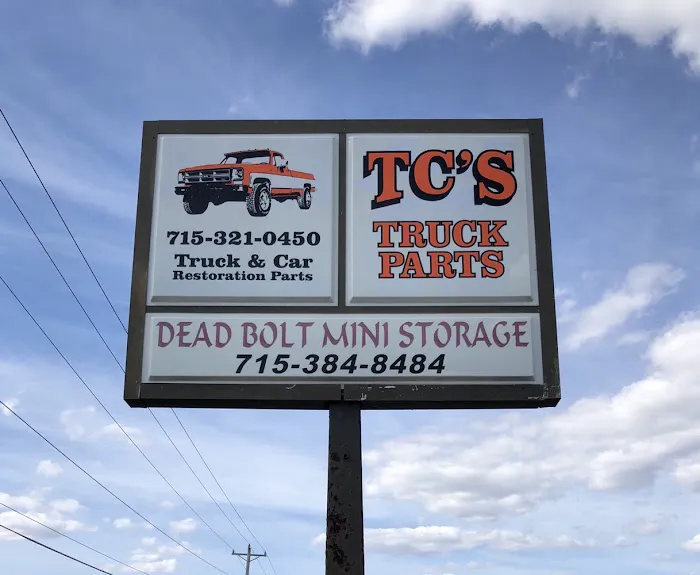 715-321-0450
Truck & Car
Restoration Parts
TC'S
TRUCK
PARTS
DEAD BOLT MINI STORAGE
715-384-8484